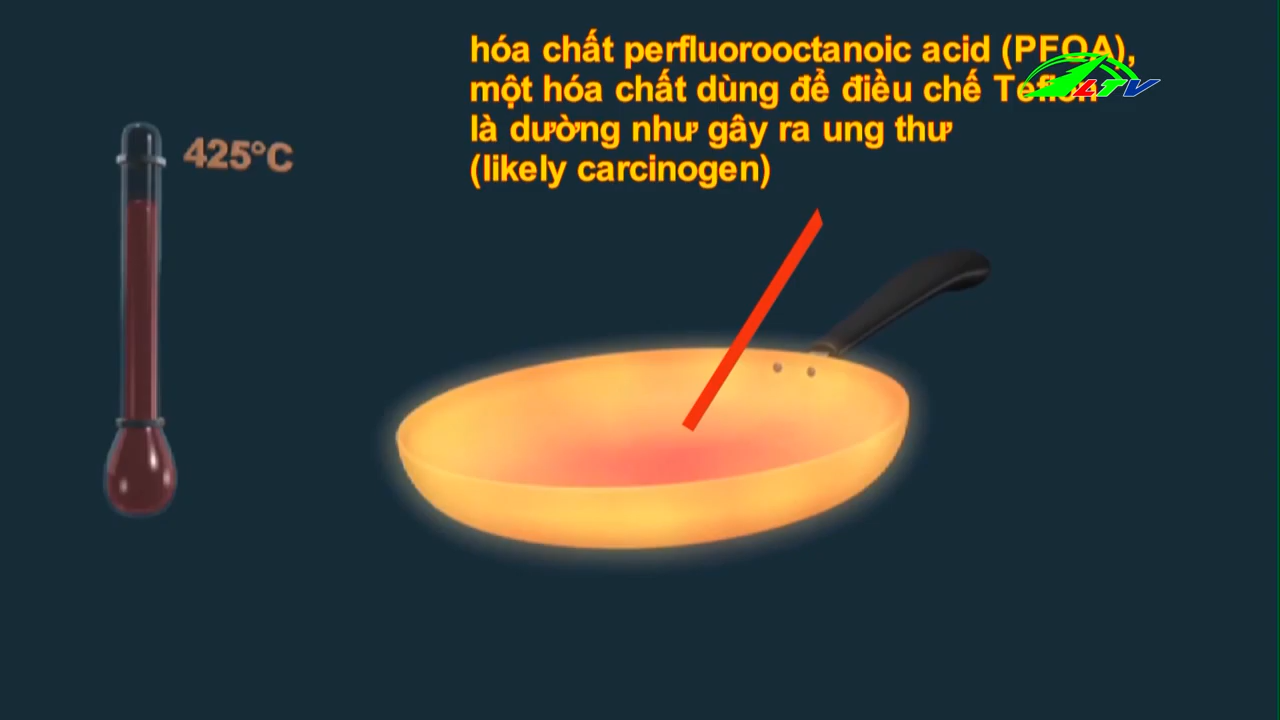 hóa chất perfluorooctanoic acid (PFOA),
một hóa chất dùng để điều chế Teflon
là dường như gây ra ung thư
(likely carcinogen)
425°C
LTV